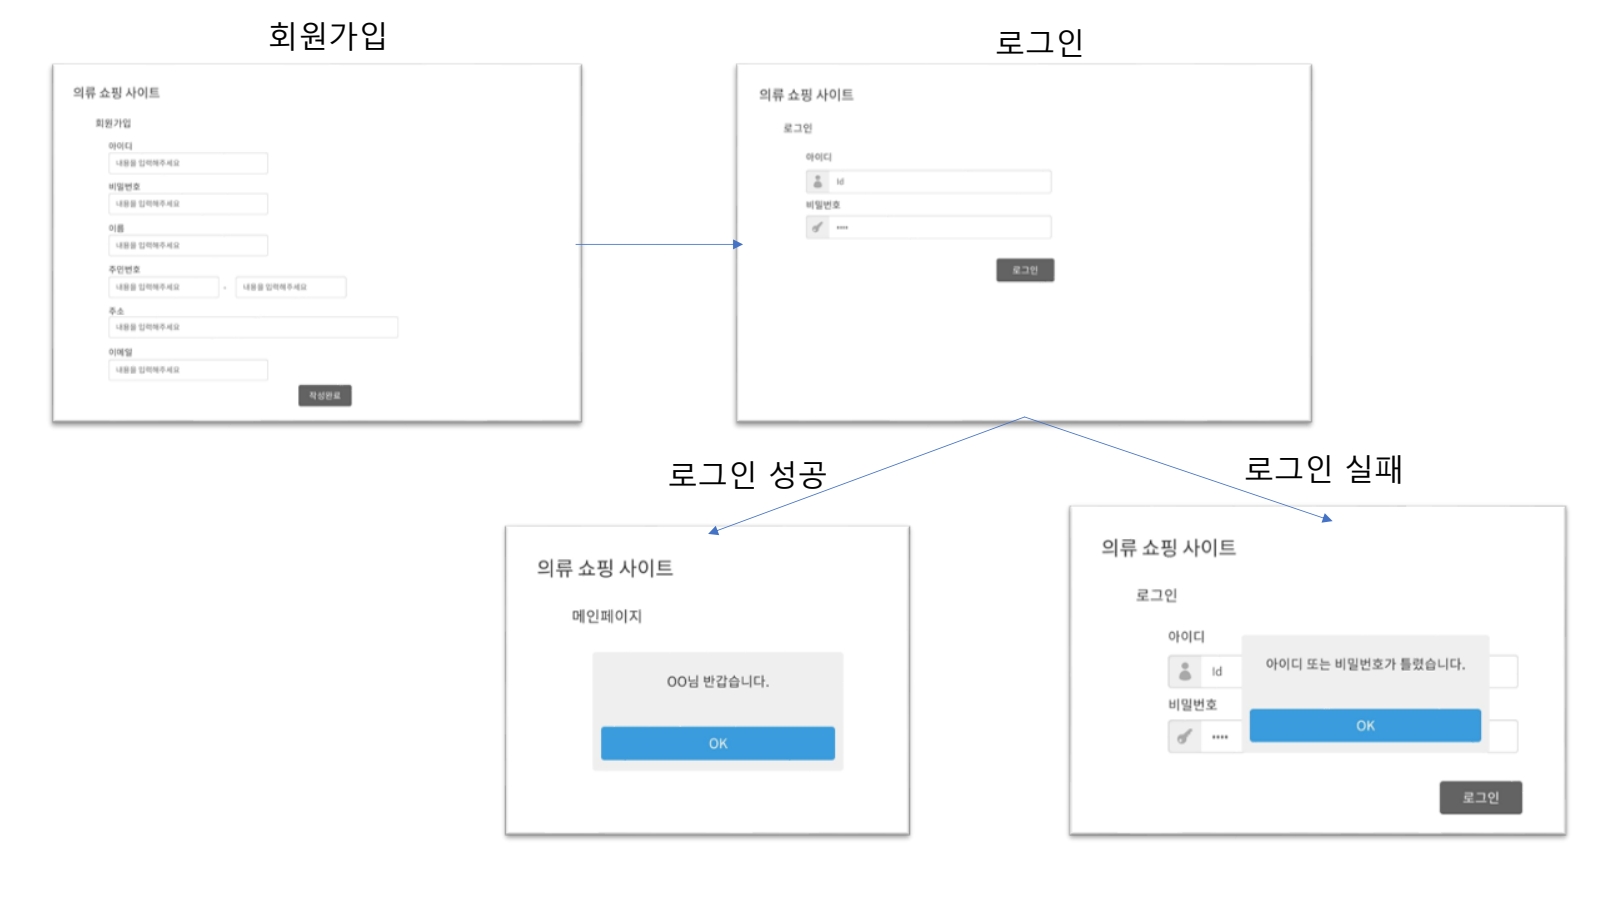 회원가입
의류 쇼핑 사이트
회원가입
아이디
내용을 입력해주세요
비밀번호
내용을 입력해주세요
이름
내용을 입력해주세요
주민번호
내용을 입력해주세요 - 내용을 입력해주세요
주소
내용을 입력해주세요
이메일
내용을 입력해주세요
작성완료
로그인
의류 쇼핑 사이트
로그인
아이디
Id
비밀번호
••••
로그인
로그인 성공
의류 쇼핑 사이트
메인페이지
OO님 반갑습니다.
OK
로그인 실패
의류 쇼핑 사이트
로그인
아이디
Id
비밀번호
••••
아이디 또는 비밀번호가 틀렸습니다.
OK
로그인